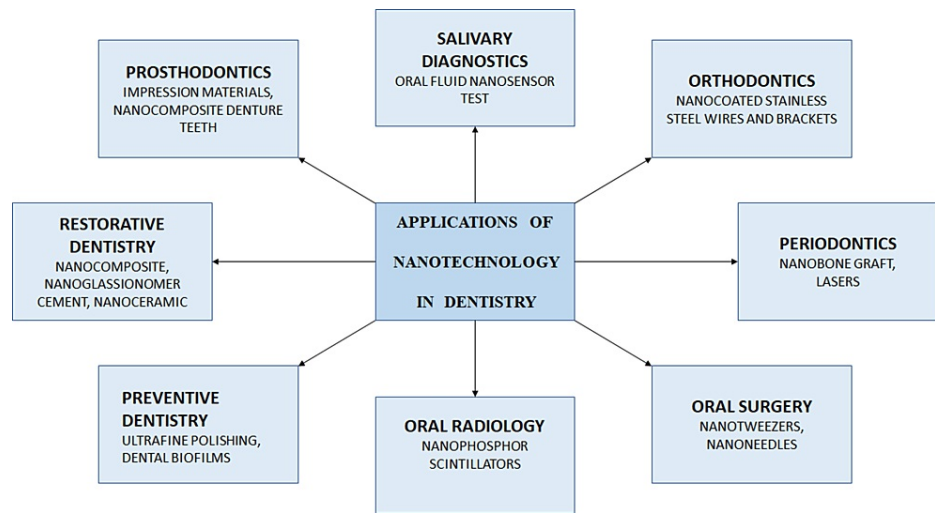 SALIVARY
DIAGNOSTICS
ORAL FLUID NANOSENSOR
TEST
PROSTHODONTICS
IMPRESSION MATERIALS,
NANOCOMPOSITE DENTURE
TEETH
ORTHODONTICS
NANOCOATED STAINLESS
STEEL WIRES AND BRACKETS
RESTORATIVE
DENTISTRY
NANOCOMPOSITE,
NANOGLASSIONOMER
CEMENT, NANOCERAMIC
APPLICATIONS OF
NANOTECHNOLOGY
IN DENTISTRY
PERIODONTICS
NANOBONE GRAFT,
LASERS
PREVENTIVE
DENTISTRY
ULTRAFINE POLISHING,
DENTAL BIOFILMS
ORAL RADIOLOGY
NANOPHOSPHOR
SCINTILLATORS
ORAL SURGERY
NANOTWEEZERS,
NANONEEDLES